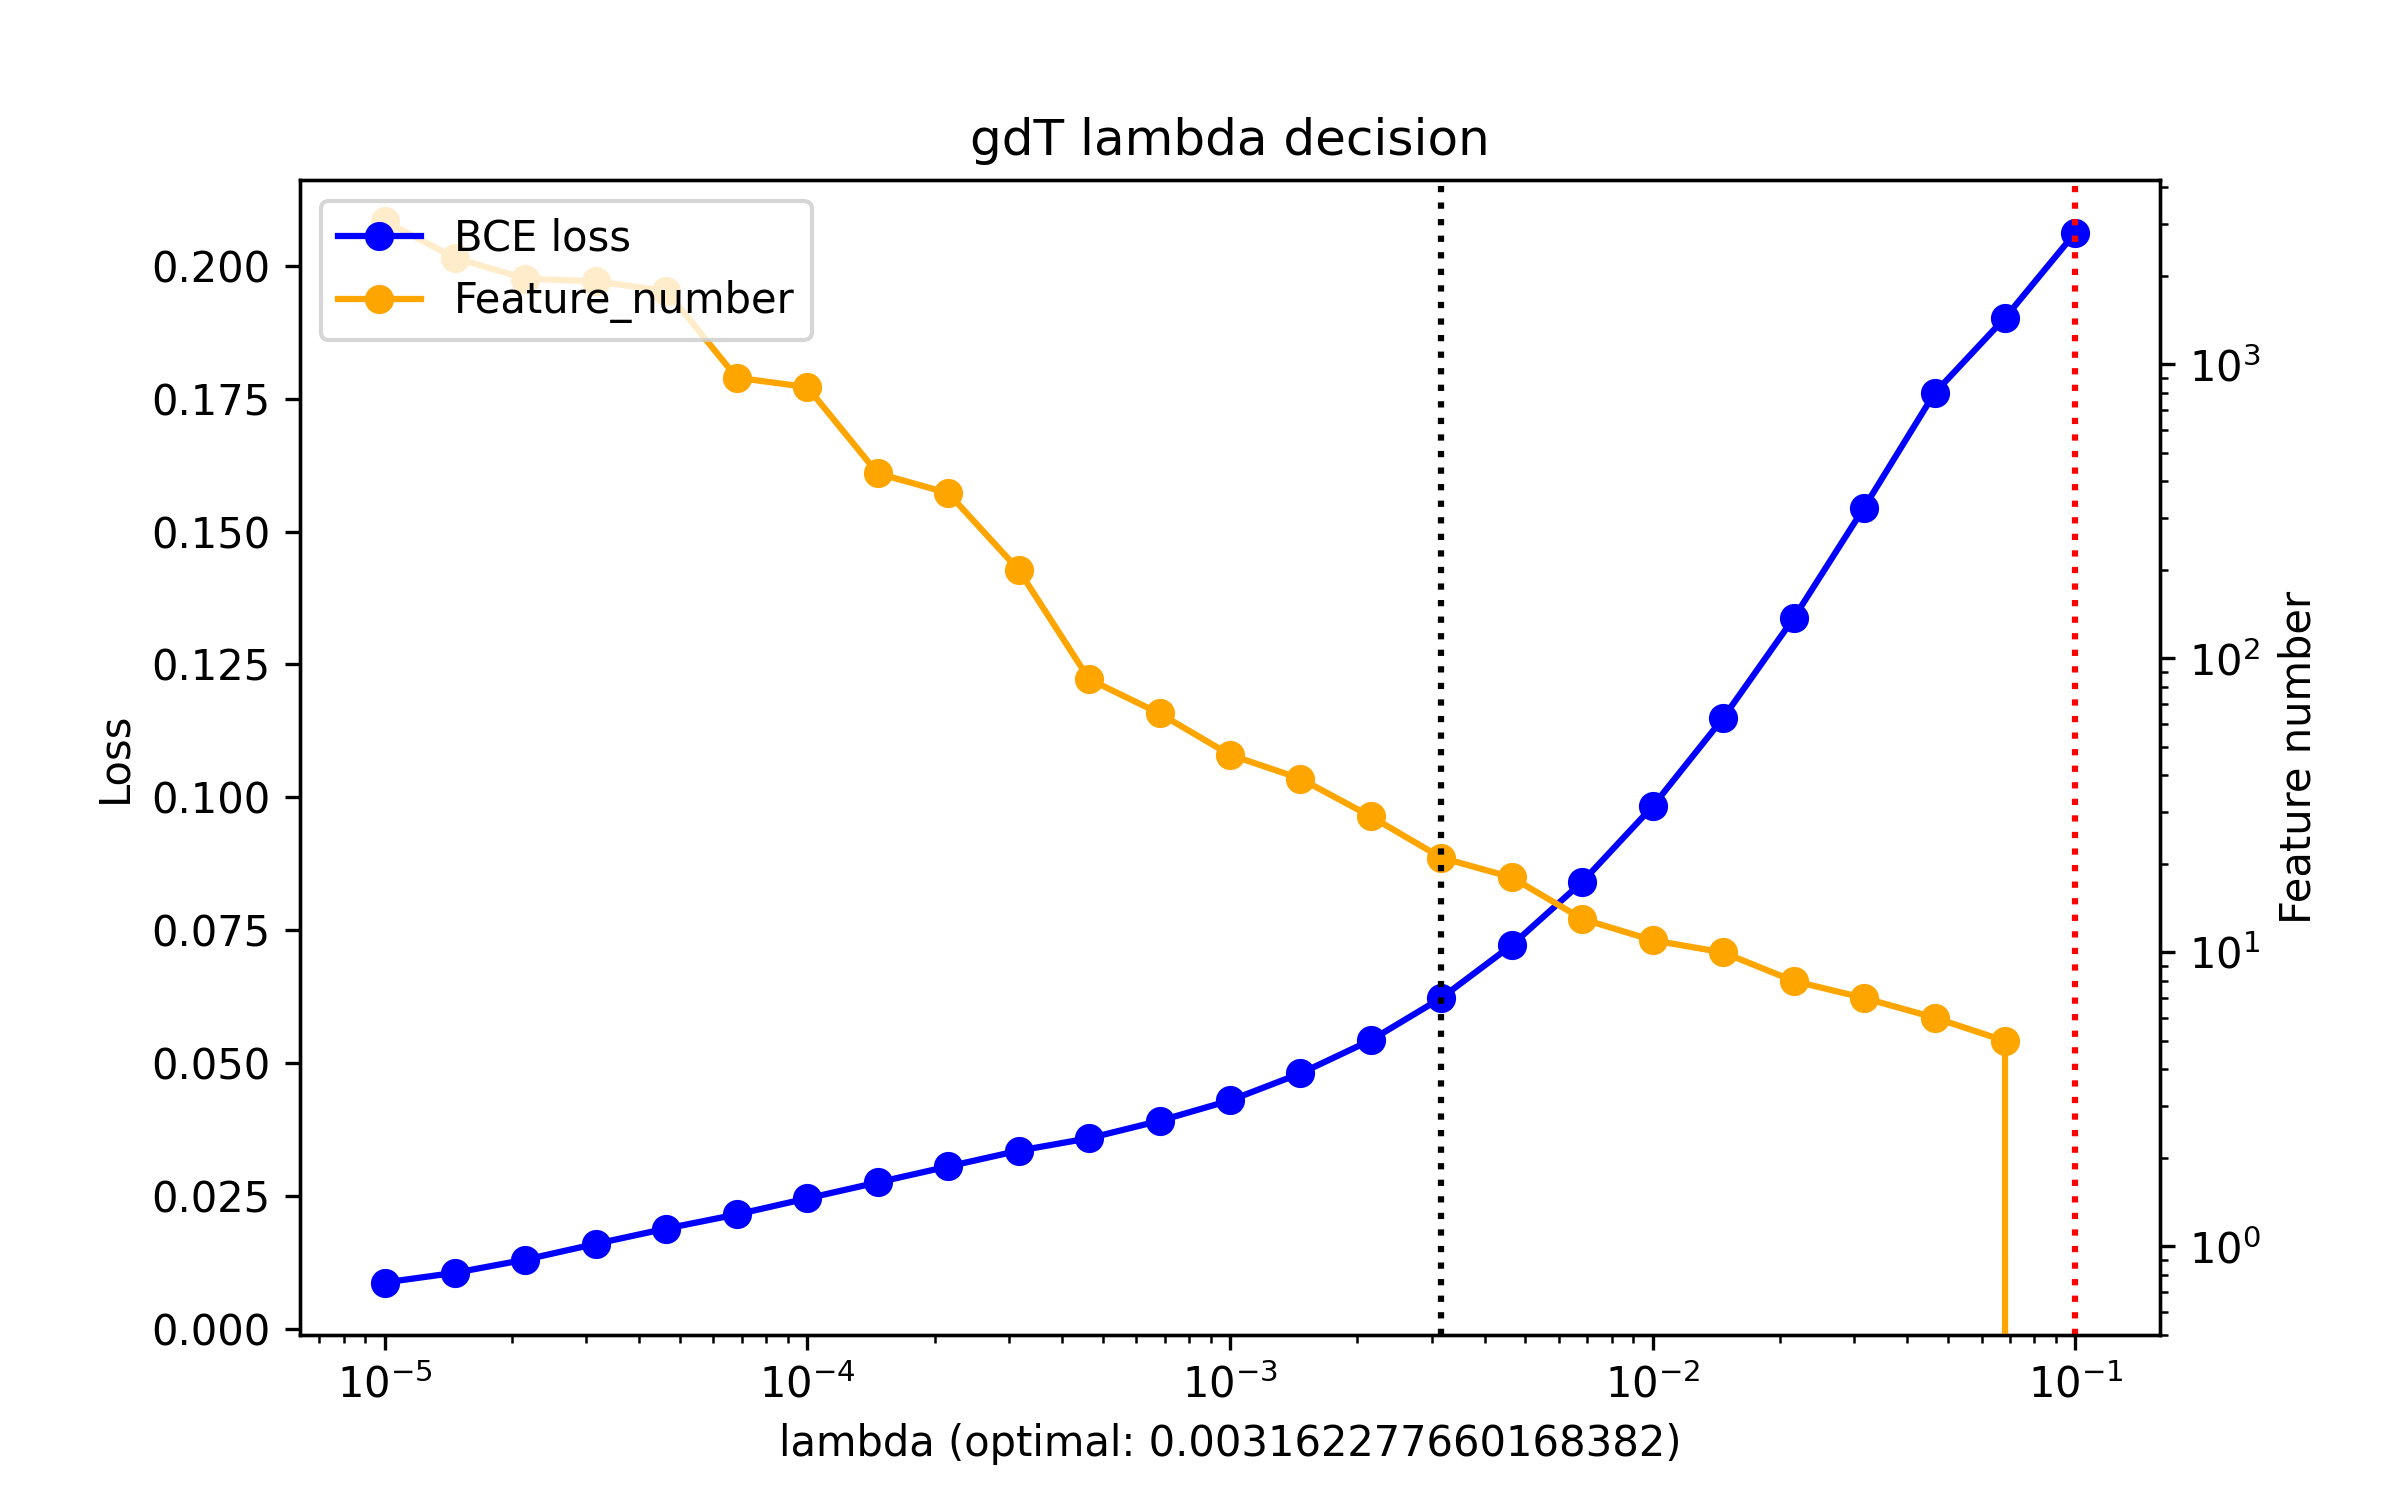 gdT lambda decision
BCE loss
Feature_number
0.200
0.175
0.150
0.125
0.100
0.075
0.050
0.025
0.000
Loss
10³
10²
10¹
10⁰
Feature number
10⁻⁵ 10⁻⁴ 10⁻³ 10⁻² 10⁻¹
lambda (optimal: 0.0031622776601683​82)